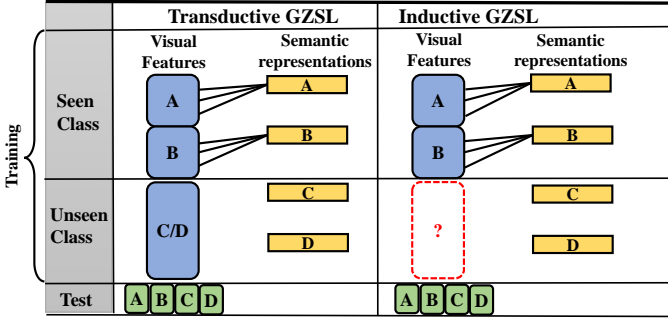 Transductive GZSL
Inductive GZSL
Training
Seen
Class
Visual
Features
Semantic
representations
A
A
B
B
Visual
Features
Semantic
representations
A
A
B
B
Unseen
Class
C/D
C
D
?
C
D
Test
A B C D
A B C D